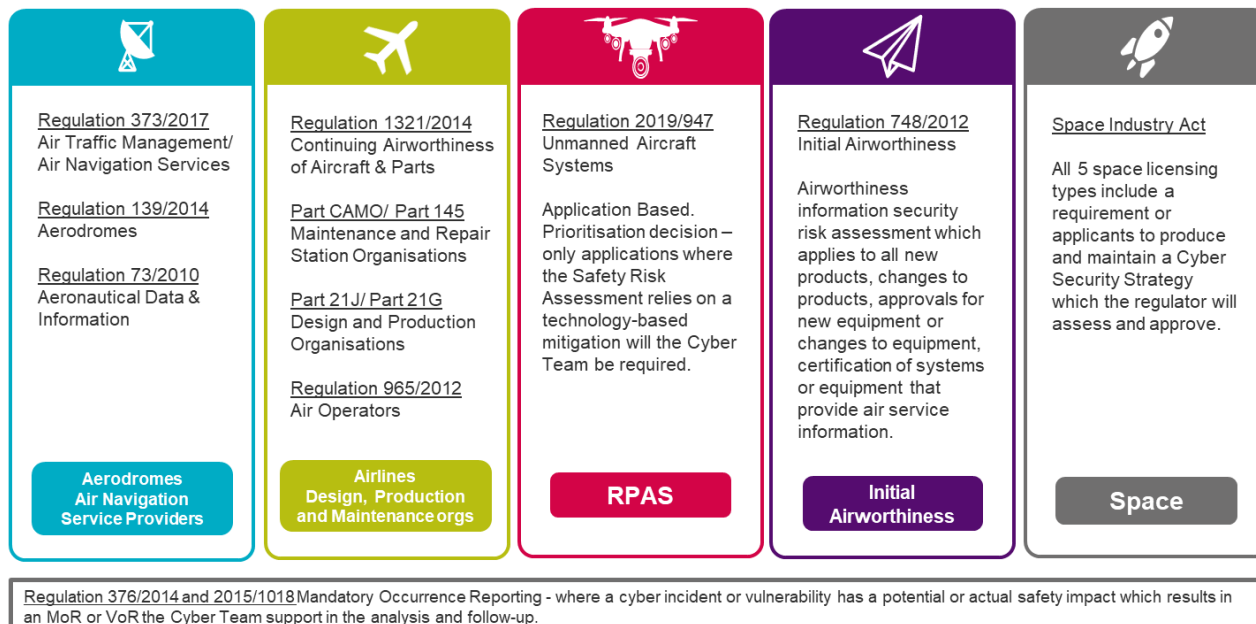 Regulation 373/2017
Air Traffic Management/
Air Navigation Services
Regulation 139/2014
Aerodromes
Regulation 73/2010
Aeronautical Data &
Information
Aerodromes
Air Navigation
Service Providers
Regulation 1321/2014
Continuing Airworthiness
of Aircraft & Parts
Part CAMO/ Part 145
Maintenance and Repair
Station Organisations
Part 21J/ Part 21G
Design and Production
Organisations
Regulation 965/2012
Air Operators
Airlines
Design, Production
and Maintenance orgs
Regulation 2019/947
Unmanned Aircraft
Systems
Application Based.
Prioritisation decision –
only applications where
the Safety Risk
Assessment relies on a
technology-based
mitigation will the Cyber
Team be required.
RPAS
Regulation 748/2012
Initial Airworthiness
Airworthiness
information security
risk assessment which
applies to all new
products, changes to
products, approvals for
new equipment or
changes to equipment,
certification of systems
or equipment that
provide air service
information.
Initial
Airworthiness
Space Industry Act
All 5 space licensing
types include a
requirement or
applicants to produce
and maintain a Cyber
Security Strategy
which the regulator will
assess and approve.
Space
Regulation 376/2014 and 2015/1018 Mandatory Occurrence Reporting - where a cyber incident or vulnerability has a potential or actual safety impact which results in
an MoR or VoR the Cyber Team support in the analysis and follow-up.